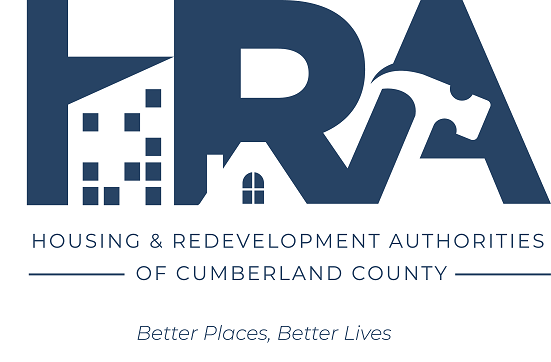 HRA
HOUSING & REDEVELOPMENT AUTHORITIES
OF CUMBERLAND COUNTY
Better Places, Better Lives